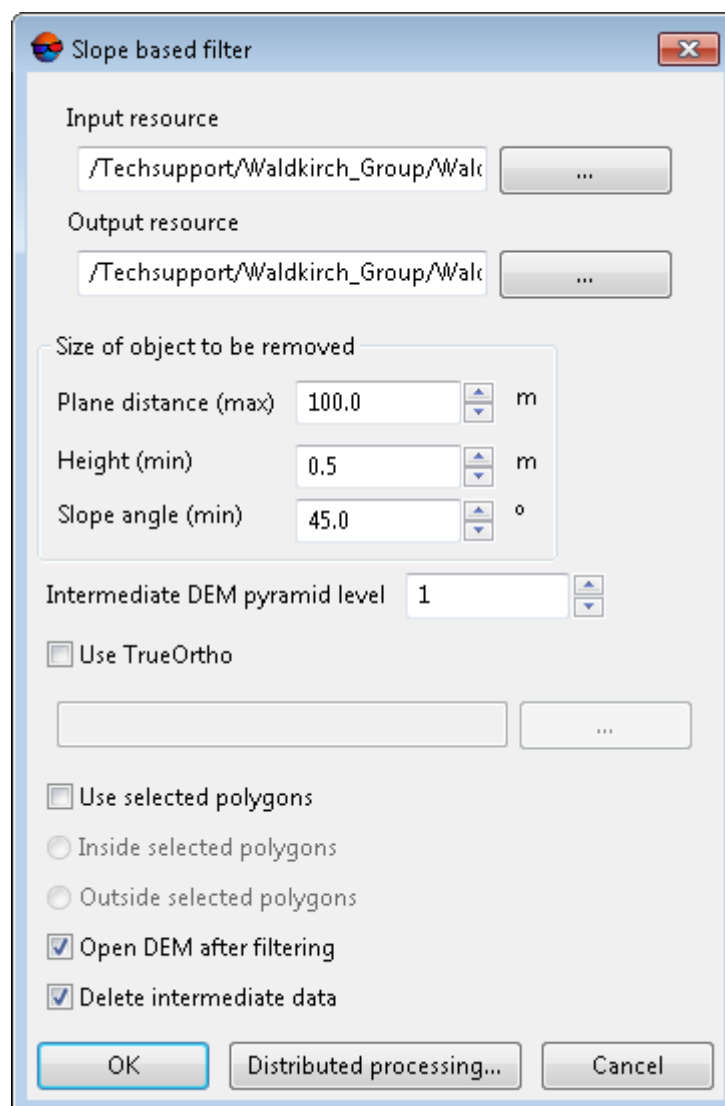 Slope based filter
Input resource
/Techsupport/Waldkirch_Group/Wald
...
Output resource
/Techsupport/Waldkirch_Group/Wald
...
Size of object to be removed
Plane distance (max) 100.0 m
Height (min) 0.5 m
Slope angle (min) 45.0 °
Intermediate DEM pyramid level 1
Use TrueOrtho
...
Use selected polygons
Inside selected polygons
Outside selected polygons
Open DEM after filtering
Delete intermediate data
OK Distributed processing... Cancel